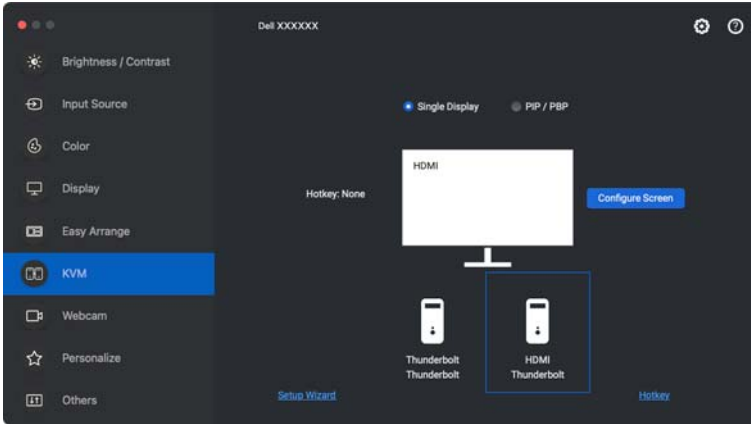 Dell XXXXXX
Brightness / Contrast
Input Source
Color
Display
Easy Arrange
KVM
Webcam
Personalize
Others
Single Display
PIP / PBP
HDMI
Hotkey: None
Configure Screen
Thunderbolt
Thunderbolt
HDMI
Thunderbolt
Setup Wizard
Hotkey